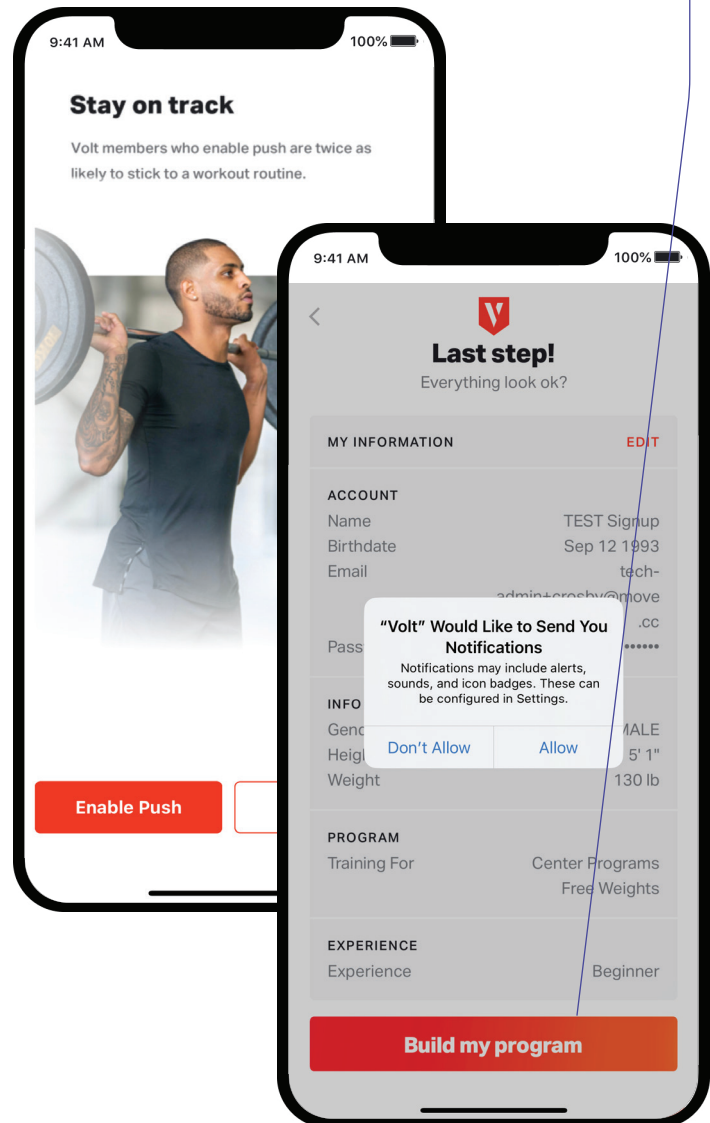 9:41 AM 100%
Stay on track
Volt members who enable push are twice as
likely to stick to a workout routine.
Enable Push
9:41 AM 100%
Last step!
Everything look ok?
MY INFORMATION EDIT
ACCOUNT
Name TEST Signup
Birthdate Sep 12 1993
Email tech-
admin+crosby@move
.cc
“Volt” Would Like to Send You
Notifications
Notifications may include alerts,
sounds, and icon badges. These can
be configured in Settings.
Don’t Allow Allow
Pass ••••••
INFO
Height 5' 1"
Weight 130 lb
PROGRAM
Training For Center Programs
Free Weights
EXPERIENCE
Experience Beginner
Build my program